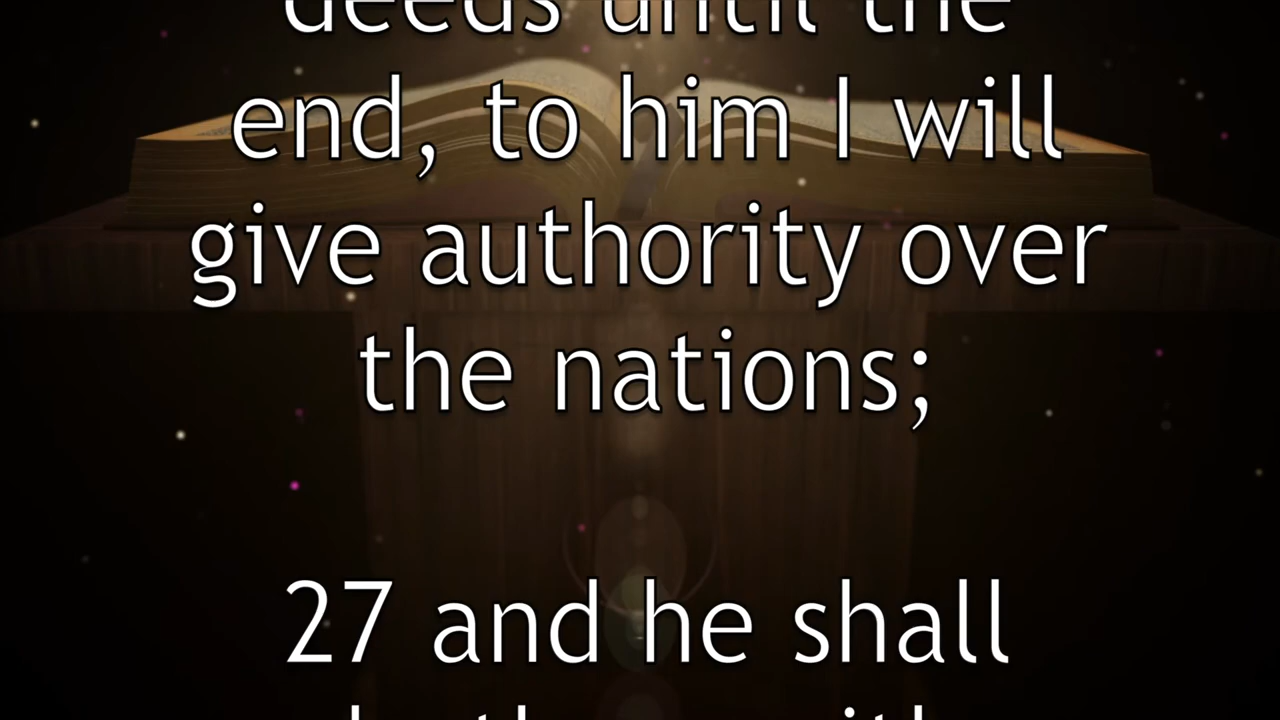 deeds until the
end, to him I will
give authority over
the nations;
27 and he shall